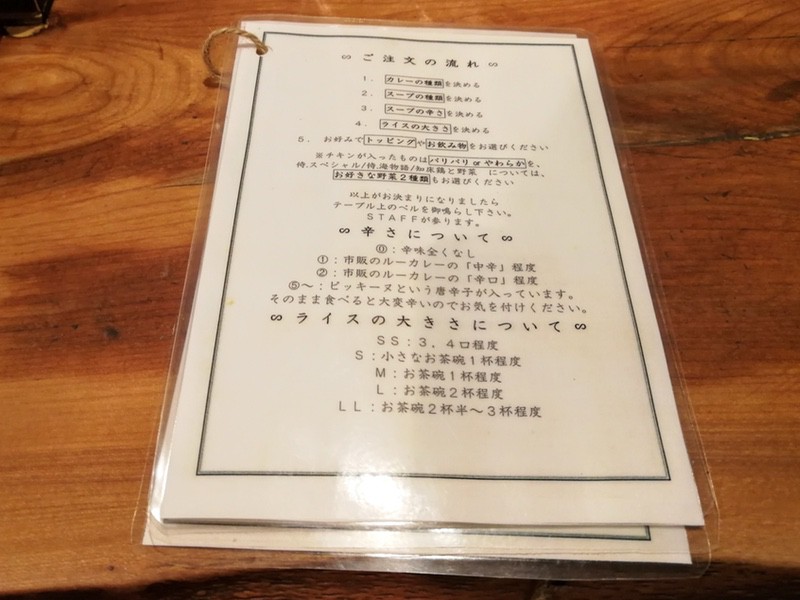 ∽ ご注文の流れ ∽
1. カレーの種類を決める
2. スープの種類を決める
3. スープの辛さを決める
4. ライスの大きさを決める
5. お好みでトッピングやお飲み物をお選びください
※チキンが入ったものはパリパリorやわらかを、
侍.スペシャル/侍.海物語/知床鶏と野菜 については、
お好きな野菜2種類もお選びください
以上がお決まりになりましたら
テーブル上のベルを御鳴らし下さい。
STAFFが参ります。
∽ 辛さについて ∽
⓪:辛味全くなし
①:市販のルーカレーの「中辛」程度
②:市販のルーカレーの「辛口」程度
⑤~:ピッキーヌという唐辛子が入っています。
そのまま食べると大変辛いのでお気を付けください。
∽ ライスの大きさについて ∽
SS:3,4口程度
S:小さなお茶碗1杯程度
M:お茶碗1杯程度
L:お茶碗2杯程度
LL:お茶碗2杯半~3杯程度